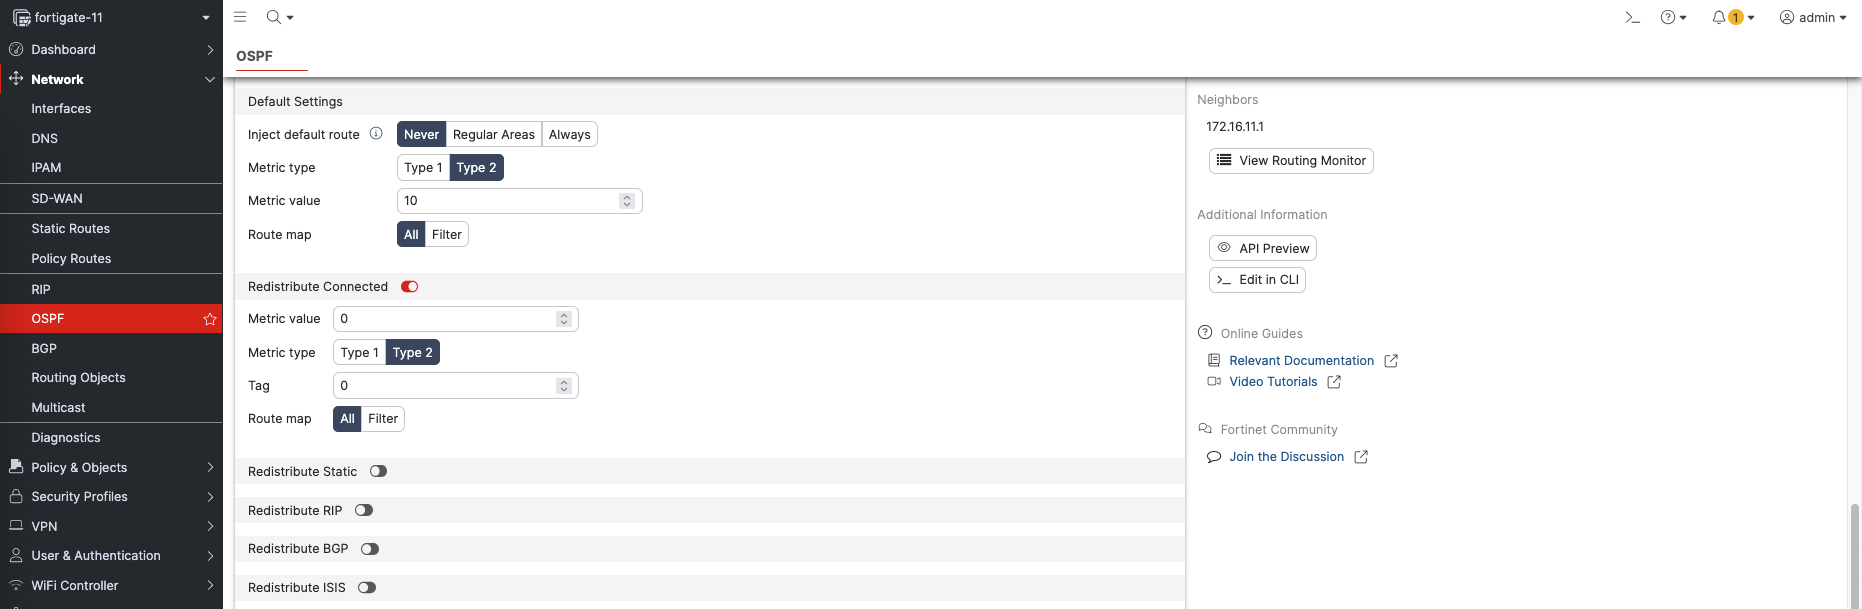 fortigate-11
1
admin
Dashboard
Network
Interfaces
DNS
IPAM
SD-WAN
Static Routes
Policy Routes
RIP
OSPF
BGP
Routing Objects
Multicast
Diagnostics
Policy & Objects
Security Profiles
VPN
User & Authentication
WiFi Controller
OSPF
Default Settings
Inject default route Never Regular Areas Always
Metric type Type 1 Type 2
Metric value 10
Route map All Filter
Redistribute Connected
Metric value 0
Metric type Type 1 Type 2
Tag 0
Route map All Filter
Redistribute Static
Redistribute RIP
Redistribute BGP
Redistribute ISIS
Neighbors
172.16.11.1
View Routing Monitor
Additional Information
API Preview
Edit in CLI
Online Guides
Relevant Documentation
Video Tutorials
Fortinet Community
Join the Discussion